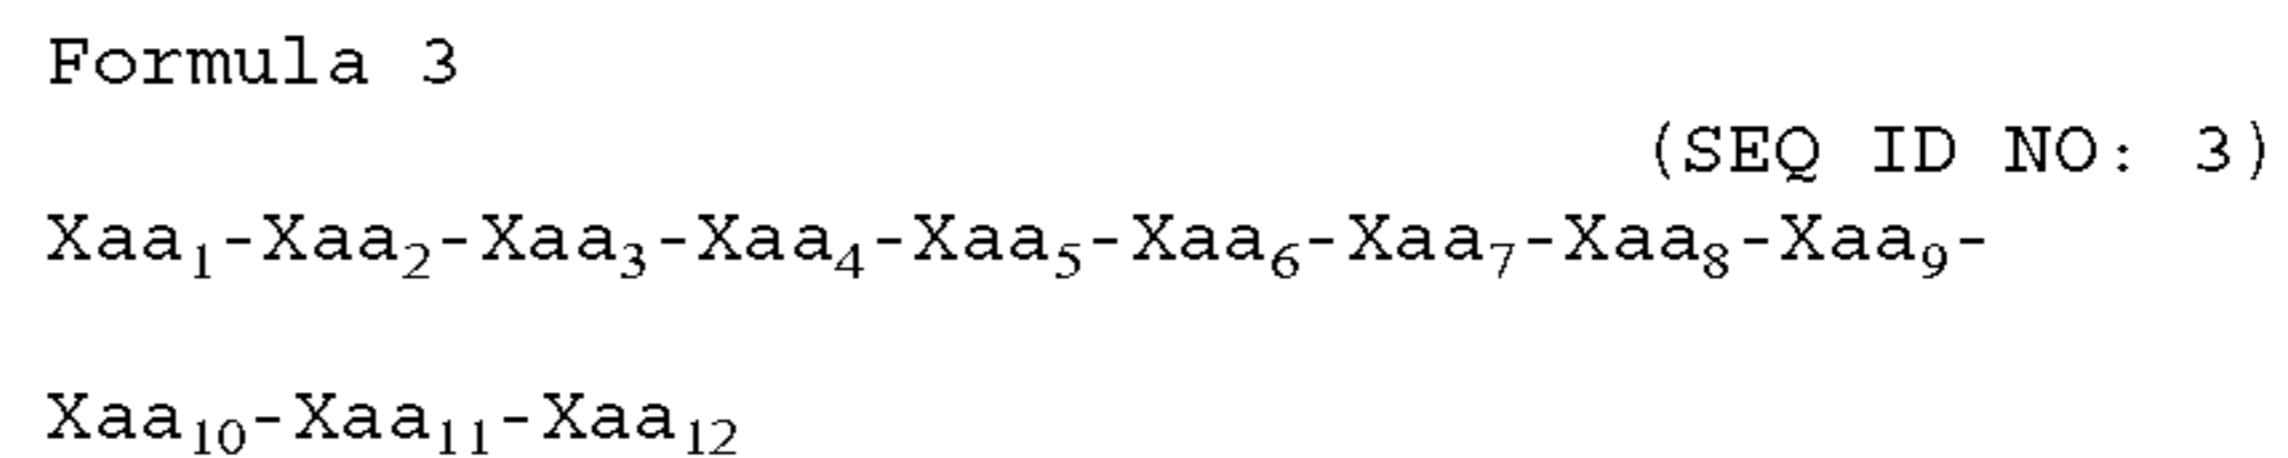 Formula 3
(SEQ ID NO: 3)
Xaa₁-Xaa₂-Xaa₃-Xaa₄-Xaa₅-Xaa₆-Xaa₇-Xaa₈-Xaa₉-
Xaa₁₀-Xaa₁₁-Xaa₁₂